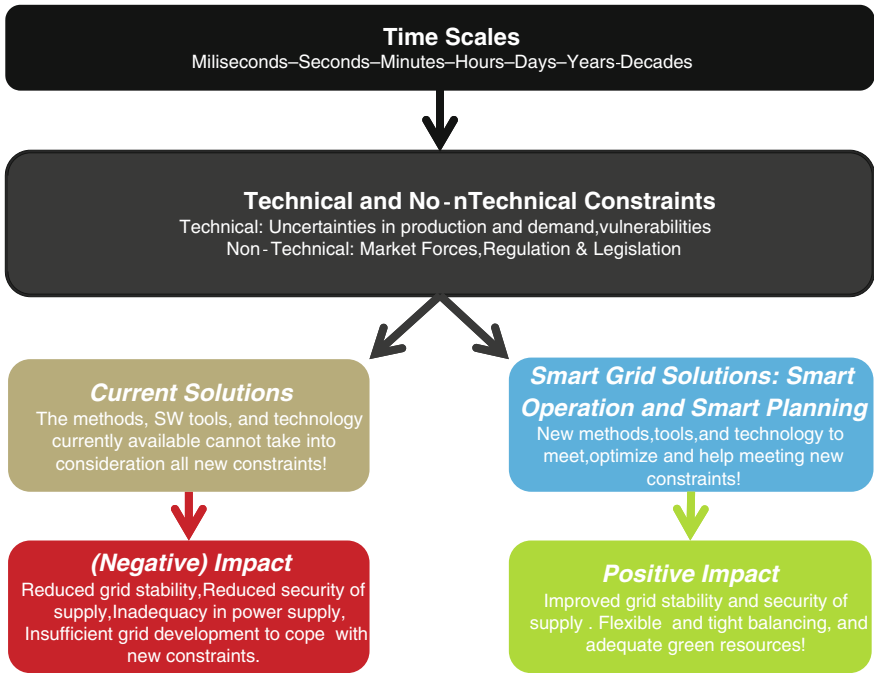 Time Scales
Miliseconds–Seconds–Minutes–Hours–Days–Years-Decades
Technical and No-nTechnical Constraints
Technical: Uncertainties in production and demand,vulnerabilities
Non-Technical: Market Forces,Regulation & Legislation
Current Solutions
The methods, SW tools, and technology
currently available cannot take into
consideration all new constraints!
Smart Grid Solutions: Smart
Operation and Smart Planning
New methods,tools,and technology to
meet,optimize and help meeting new
constraints!
(Negative) Impact
Reduced grid stability,Reduced security of
supply,Inadequacy in power supply,
Insufficient grid development to cope with
new constraints.
Positive Impact
Improved grid stability and security of
supply . Flexible and tight balancing, and
adequate green resources!